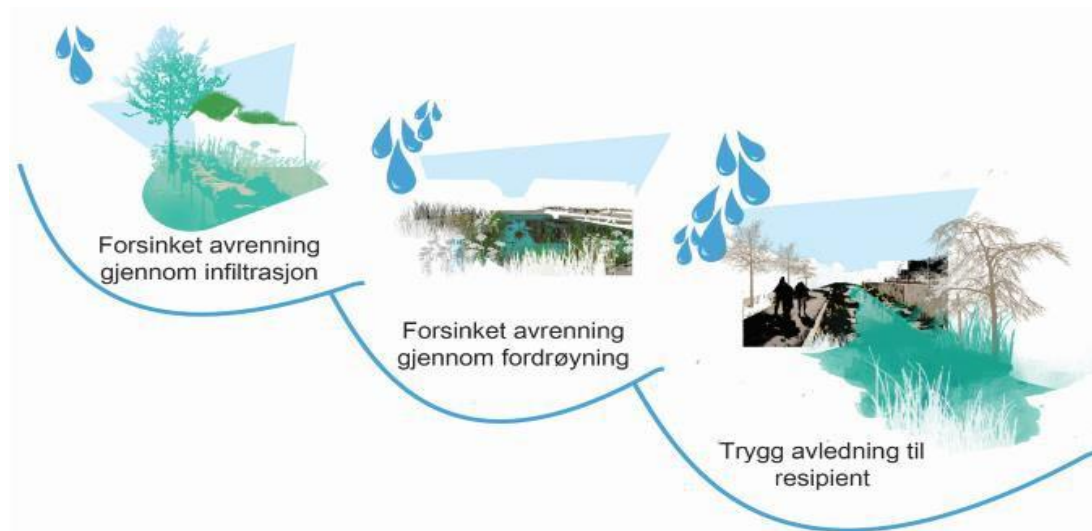 Forsinket avrenning
gjennom infiltrasjon
Forsinket avrenning
gjennom fordrøyning
Trygg avledning til
resipient